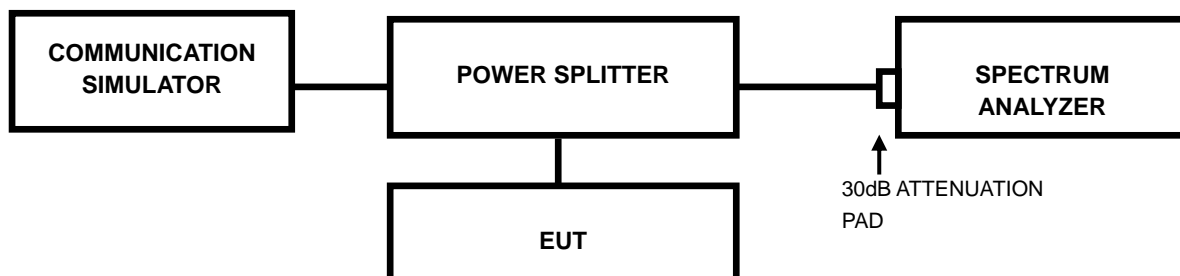 COMMUNICATION
SIMULATOR
POWER SPLITTER
SPECTRUM
ANALYZER
30dB ATTENUATION
PAD
EUT